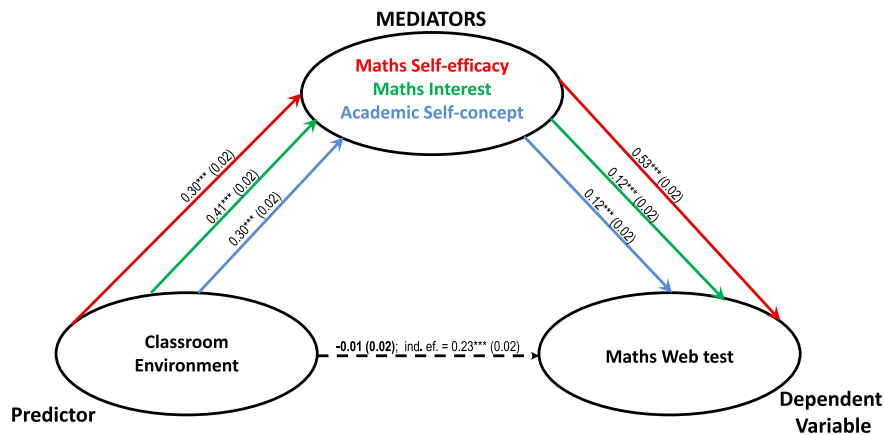 MEDIATORS
Maths Self-efficacy
Maths Interest
Academic Self-concept
0.30*** (0.02)
0.41*** (0.02)
0.30*** (0.02)
0.53*** (0.02)
0.12*** (0.02)
0.12*** (0.02)
Classroom
Environment
-0.01 (0.02); ind. ef. = 0.23*** (0.02)
Maths Web test
Predictor
Dependent
Variable